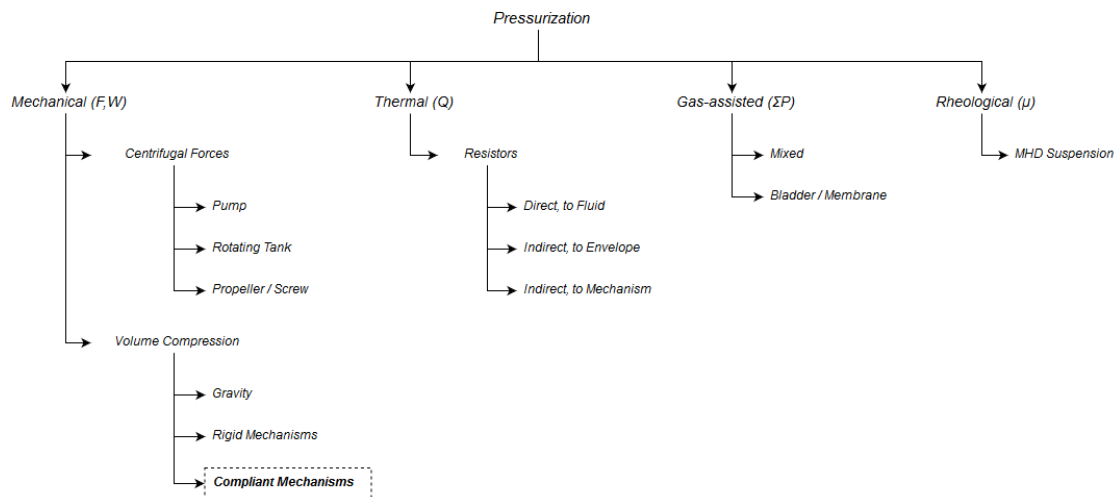 Pressurization
Mechanical (F,W)
Thermal (Q)
Gas-assisted (ΣP)
Rheological (μ)
Centrifugal Forces
Resistors
Mixed
MHD Suspension
Bladder / Membrane
Pump
Direct, to Fluid
Rotating Tank
Indirect, to Envelope
Propeller / Screw
Indirect, to Mechanism
Volume Compression
Gravity
Rigid Mechanisms
Compliant Mechanisms